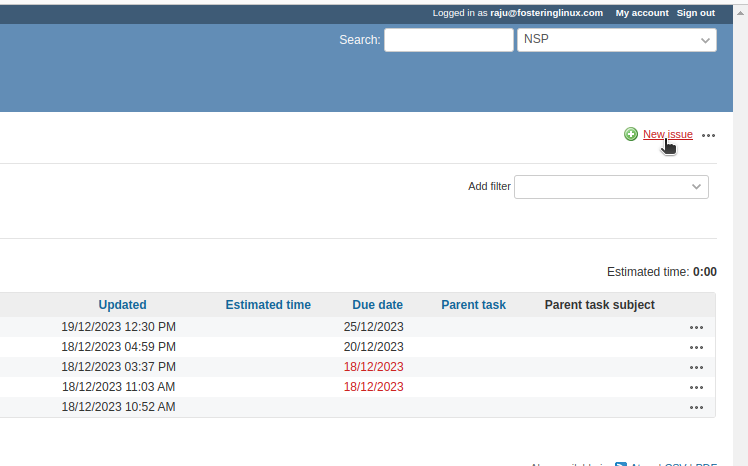 Logged in as raju@fosteringlinux.com My account Sign out
Search: NSP
New issue
Add filter
Estimated time: 0:00
Updated Estimated time Due date Parent task Parent task subject
19/12/2023 12:30 PM 25/12/2023
18/12/2023 04:59 PM 20/12/2023
18/12/2023 03:37 PM 18/12/2023
18/12/2023 11:03 AM 18/12/2023
18/12/2023 10:52 AM